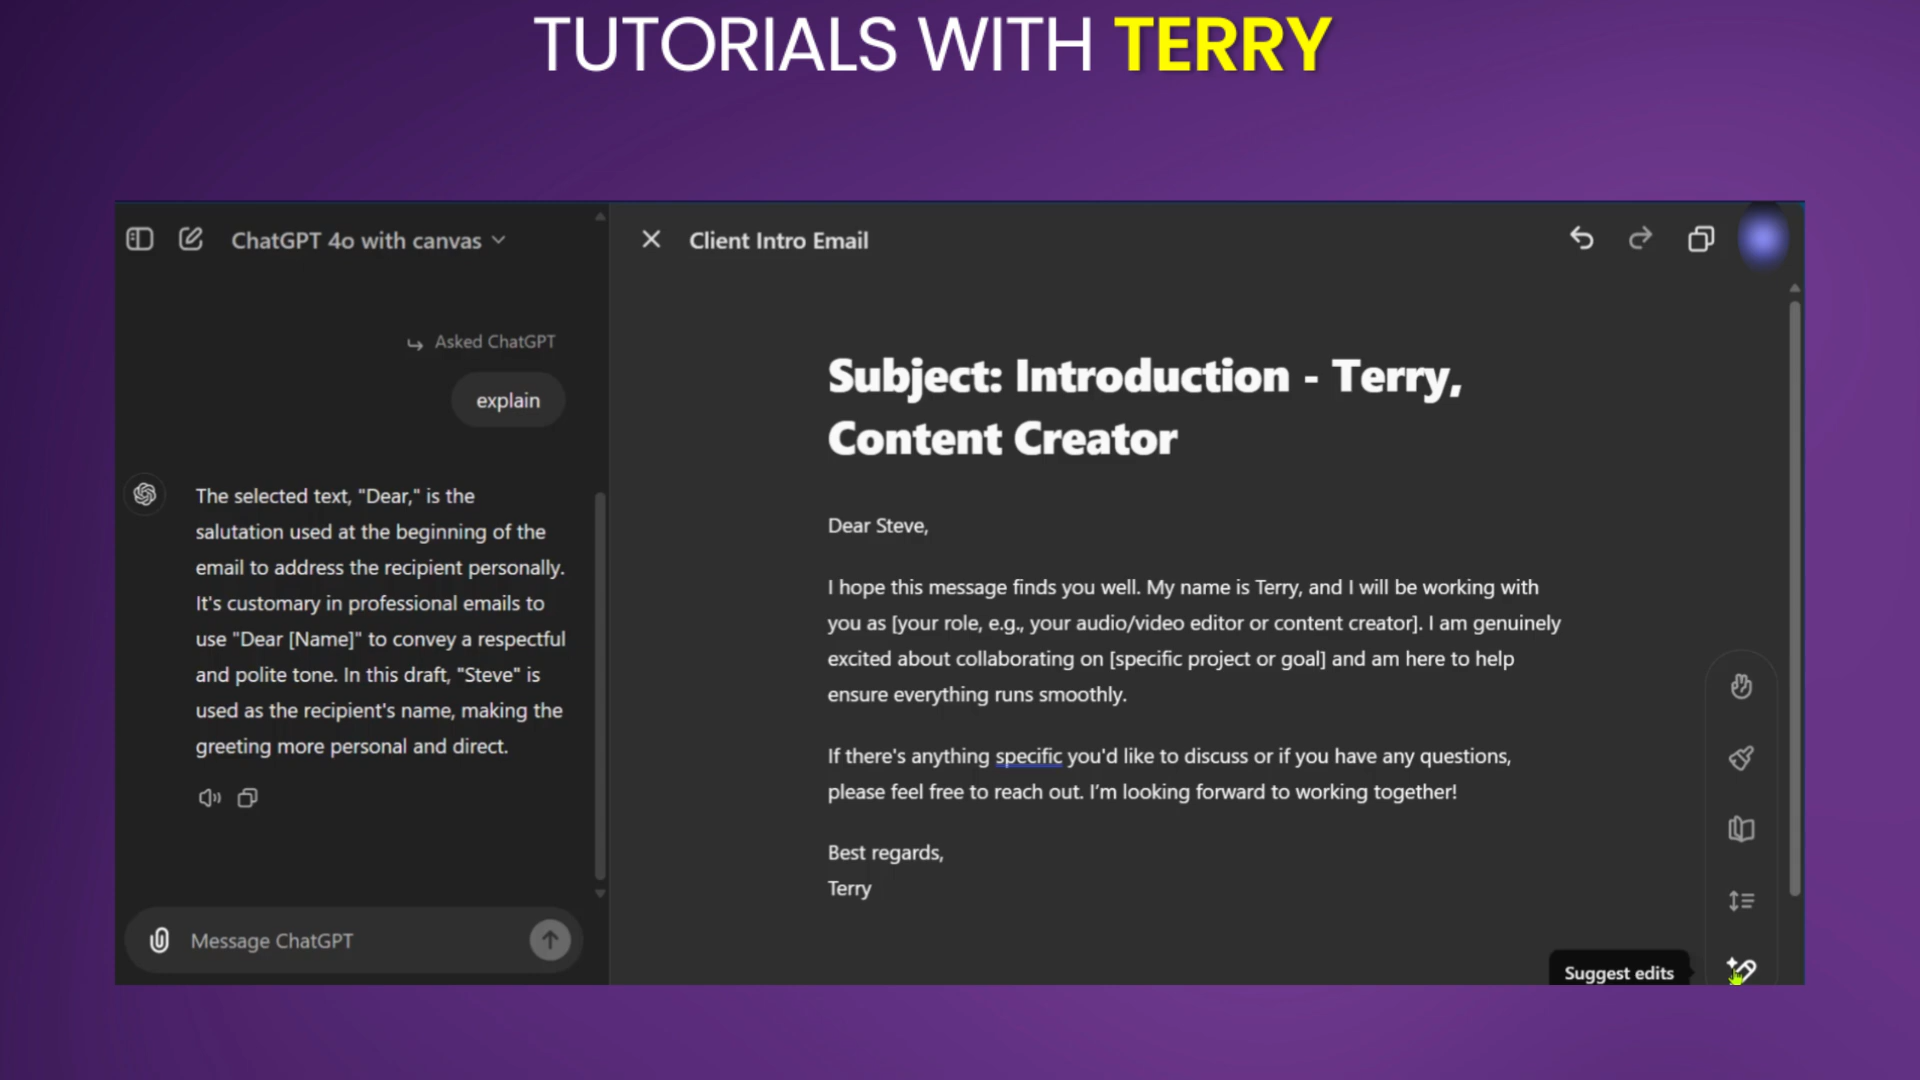 TUTORIALS WITH TERRY
ChatGPT 4o with canvas
Asked ChatGPT
explain
The selected text, "Dear," is the
salutation used at the beginning of the
email to address the recipient personally.
It's customary in professional emails to
use "Dear [Name]" to convey a respectful
and polite tone. In this draft, "Steve" is
used as the recipient's name, making the
greeting more personal and direct.
Message ChatGPT
Client Intro Email
Subject: Introduction - Terry,
Content Creator
Dear Steve,
I hope this message finds you well. My name is Terry, and I will be working with
you as [your role, e.g., your audio/video editor or content creator]. I am genuinely
excited about collaborating on [specific project or goal] and am here to help
ensure everything runs smoothly.
If there's anything specific you'd like to discuss or if you have any questions,
please feel free to reach out. I’m looking forward to working together!
Best regards,
Terry
Suggest edits